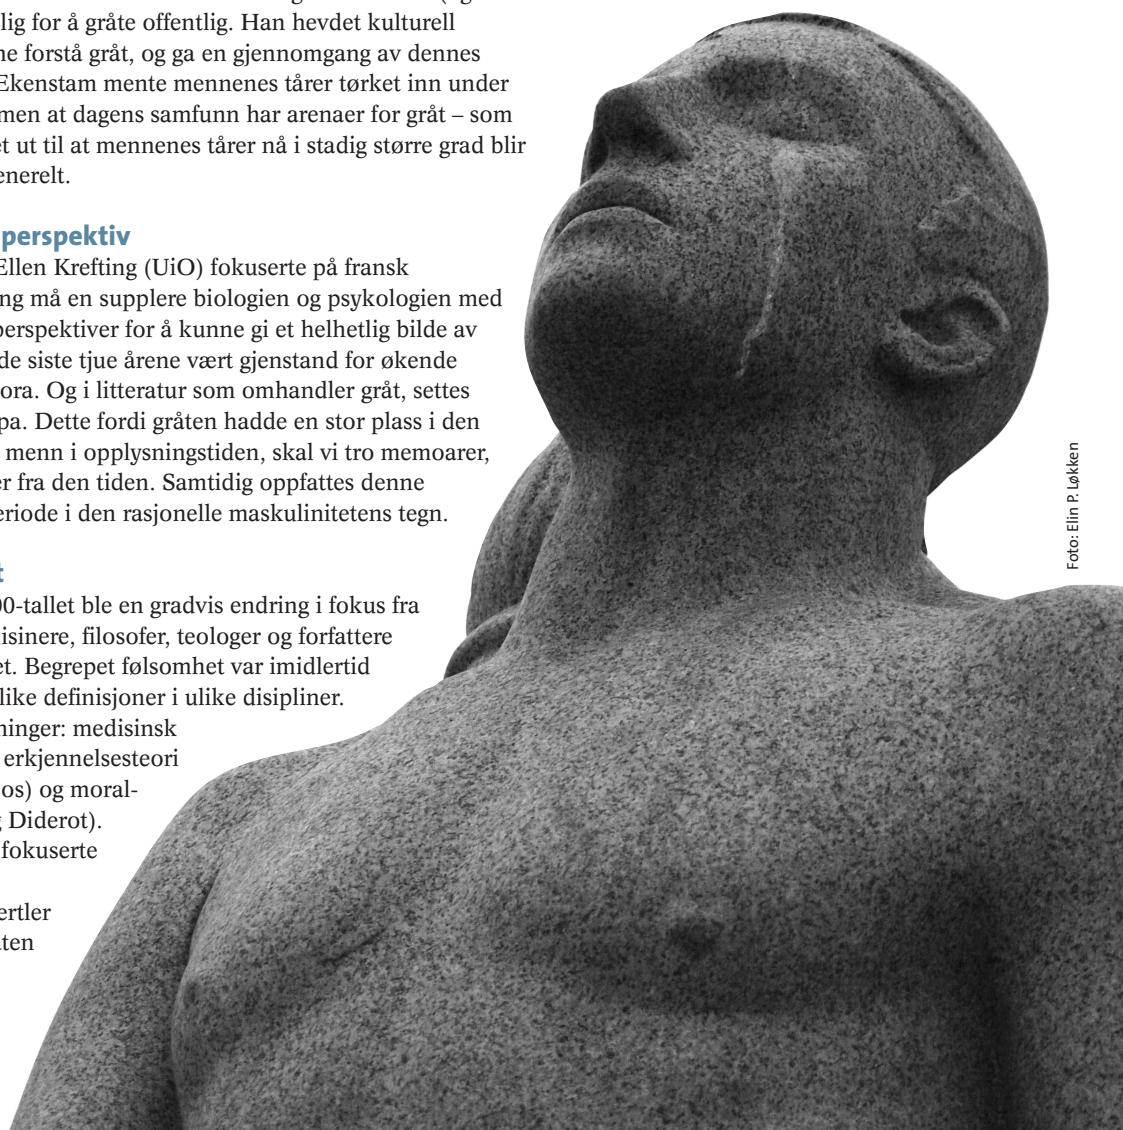 lig for å gråte offentlig. Han hevdet kulturell
ne forstå gråt, og ga en gjennomgang av dennes
Ekenstam mente mennenes tårer tørket inn under
men at dagens samfunn har arenaer for gråt – som
et ut til at mennenes tårer nå i stadig større grad blir
enerelt.
perspektiv
Ellen Krefting (UiO) fokuserte på fransk
ng må en supplere biologien og psykologien med
perspektiver for å kunne gi et helhetlig bilde av
de siste tjue årene vært gjenstand for økende
ora. Og i litteratur som omhandler gråt, settes
pa. Dette fordi gråten hadde en stor plass i den
menn i opplysningstiden, skal vi tro memoarer,
er fra den tiden. Samtidig oppfattes denne
eriode i den rasjonelle maskulinitetens tegn.
t
00-tallet ble en gradvis endring i fokus fra
isinere, filosofer, teologer og forfattere
et. Begrepet følsomhet var imidlertid
like definisjoner i ulike disipliner.
ninger: medisinsk
erkjennelsesteori
os) og moral-
g Diderot).
fokuserte
ertler
ten
Foto: Elin P. Løkken